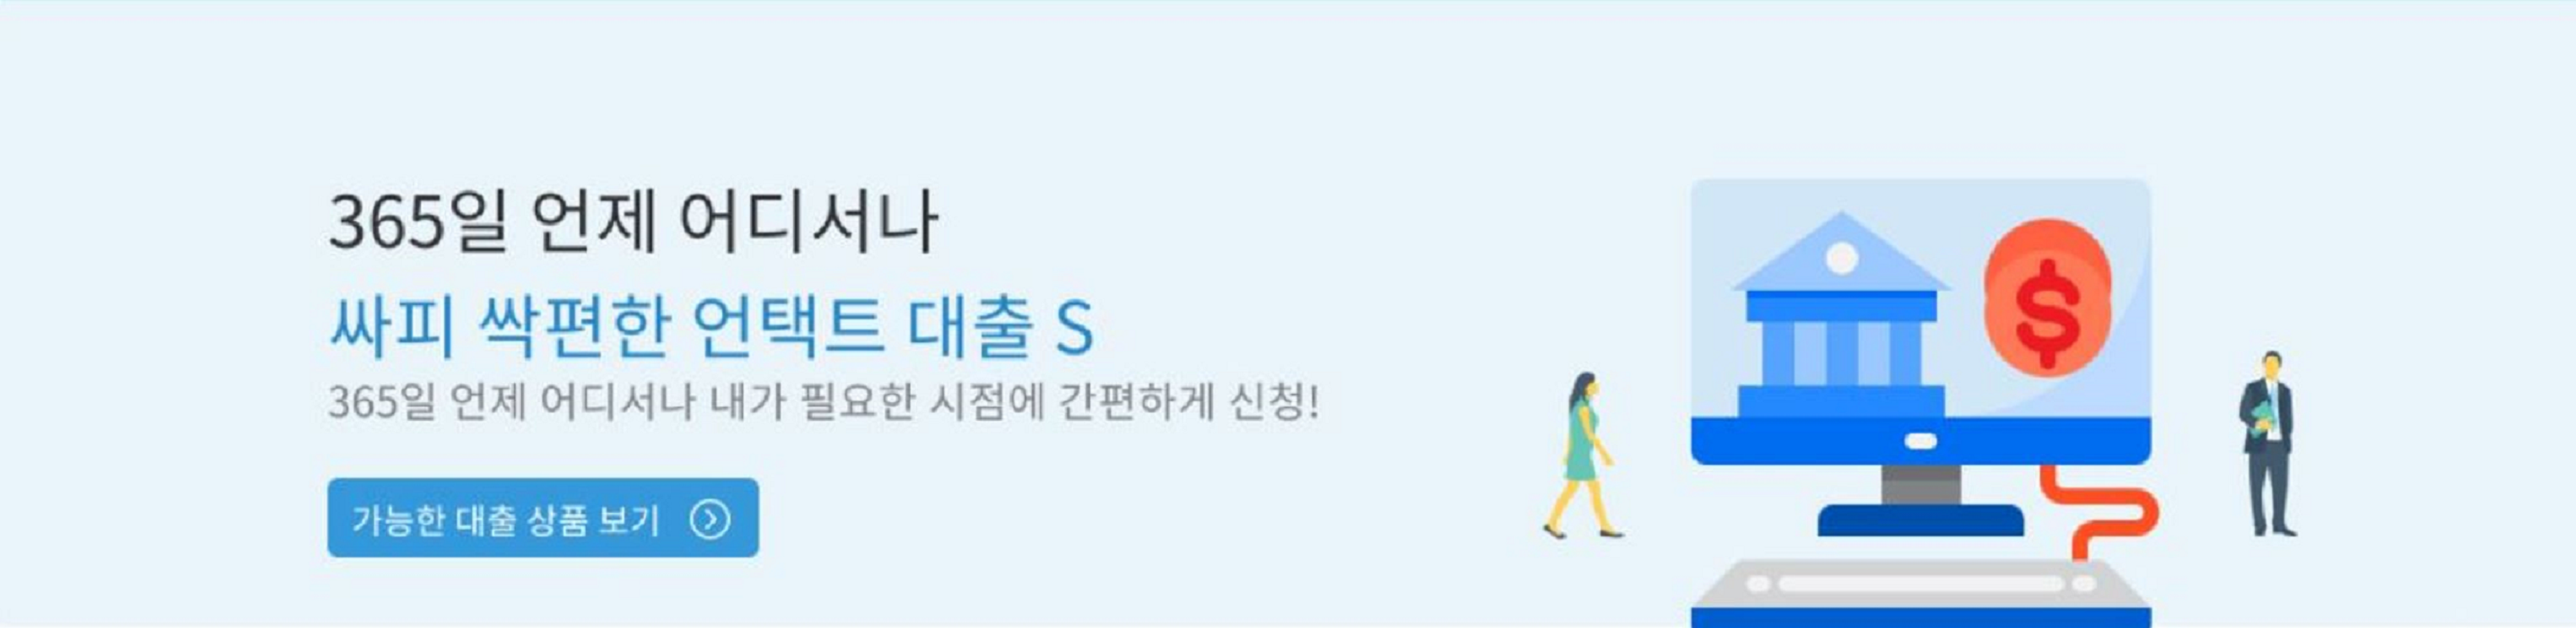 365일 언제 어디서나
싸피 싹편한 언택트 대출 S
365일 언제 어디서나 내가 필요한 시점에 간편하게 신청!
가능한 대출 상품 보기
$